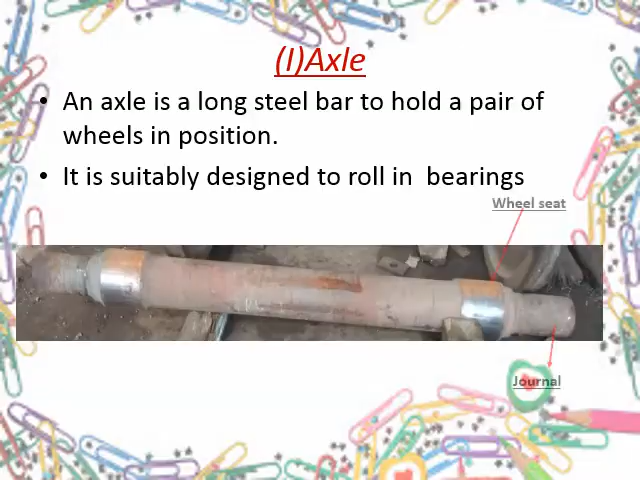 (I)Axle
• An axle is a long steel bar to hold a pair of
wheels in position.
• It is suitably designed to roll in bearings
Wheel seat
Journal